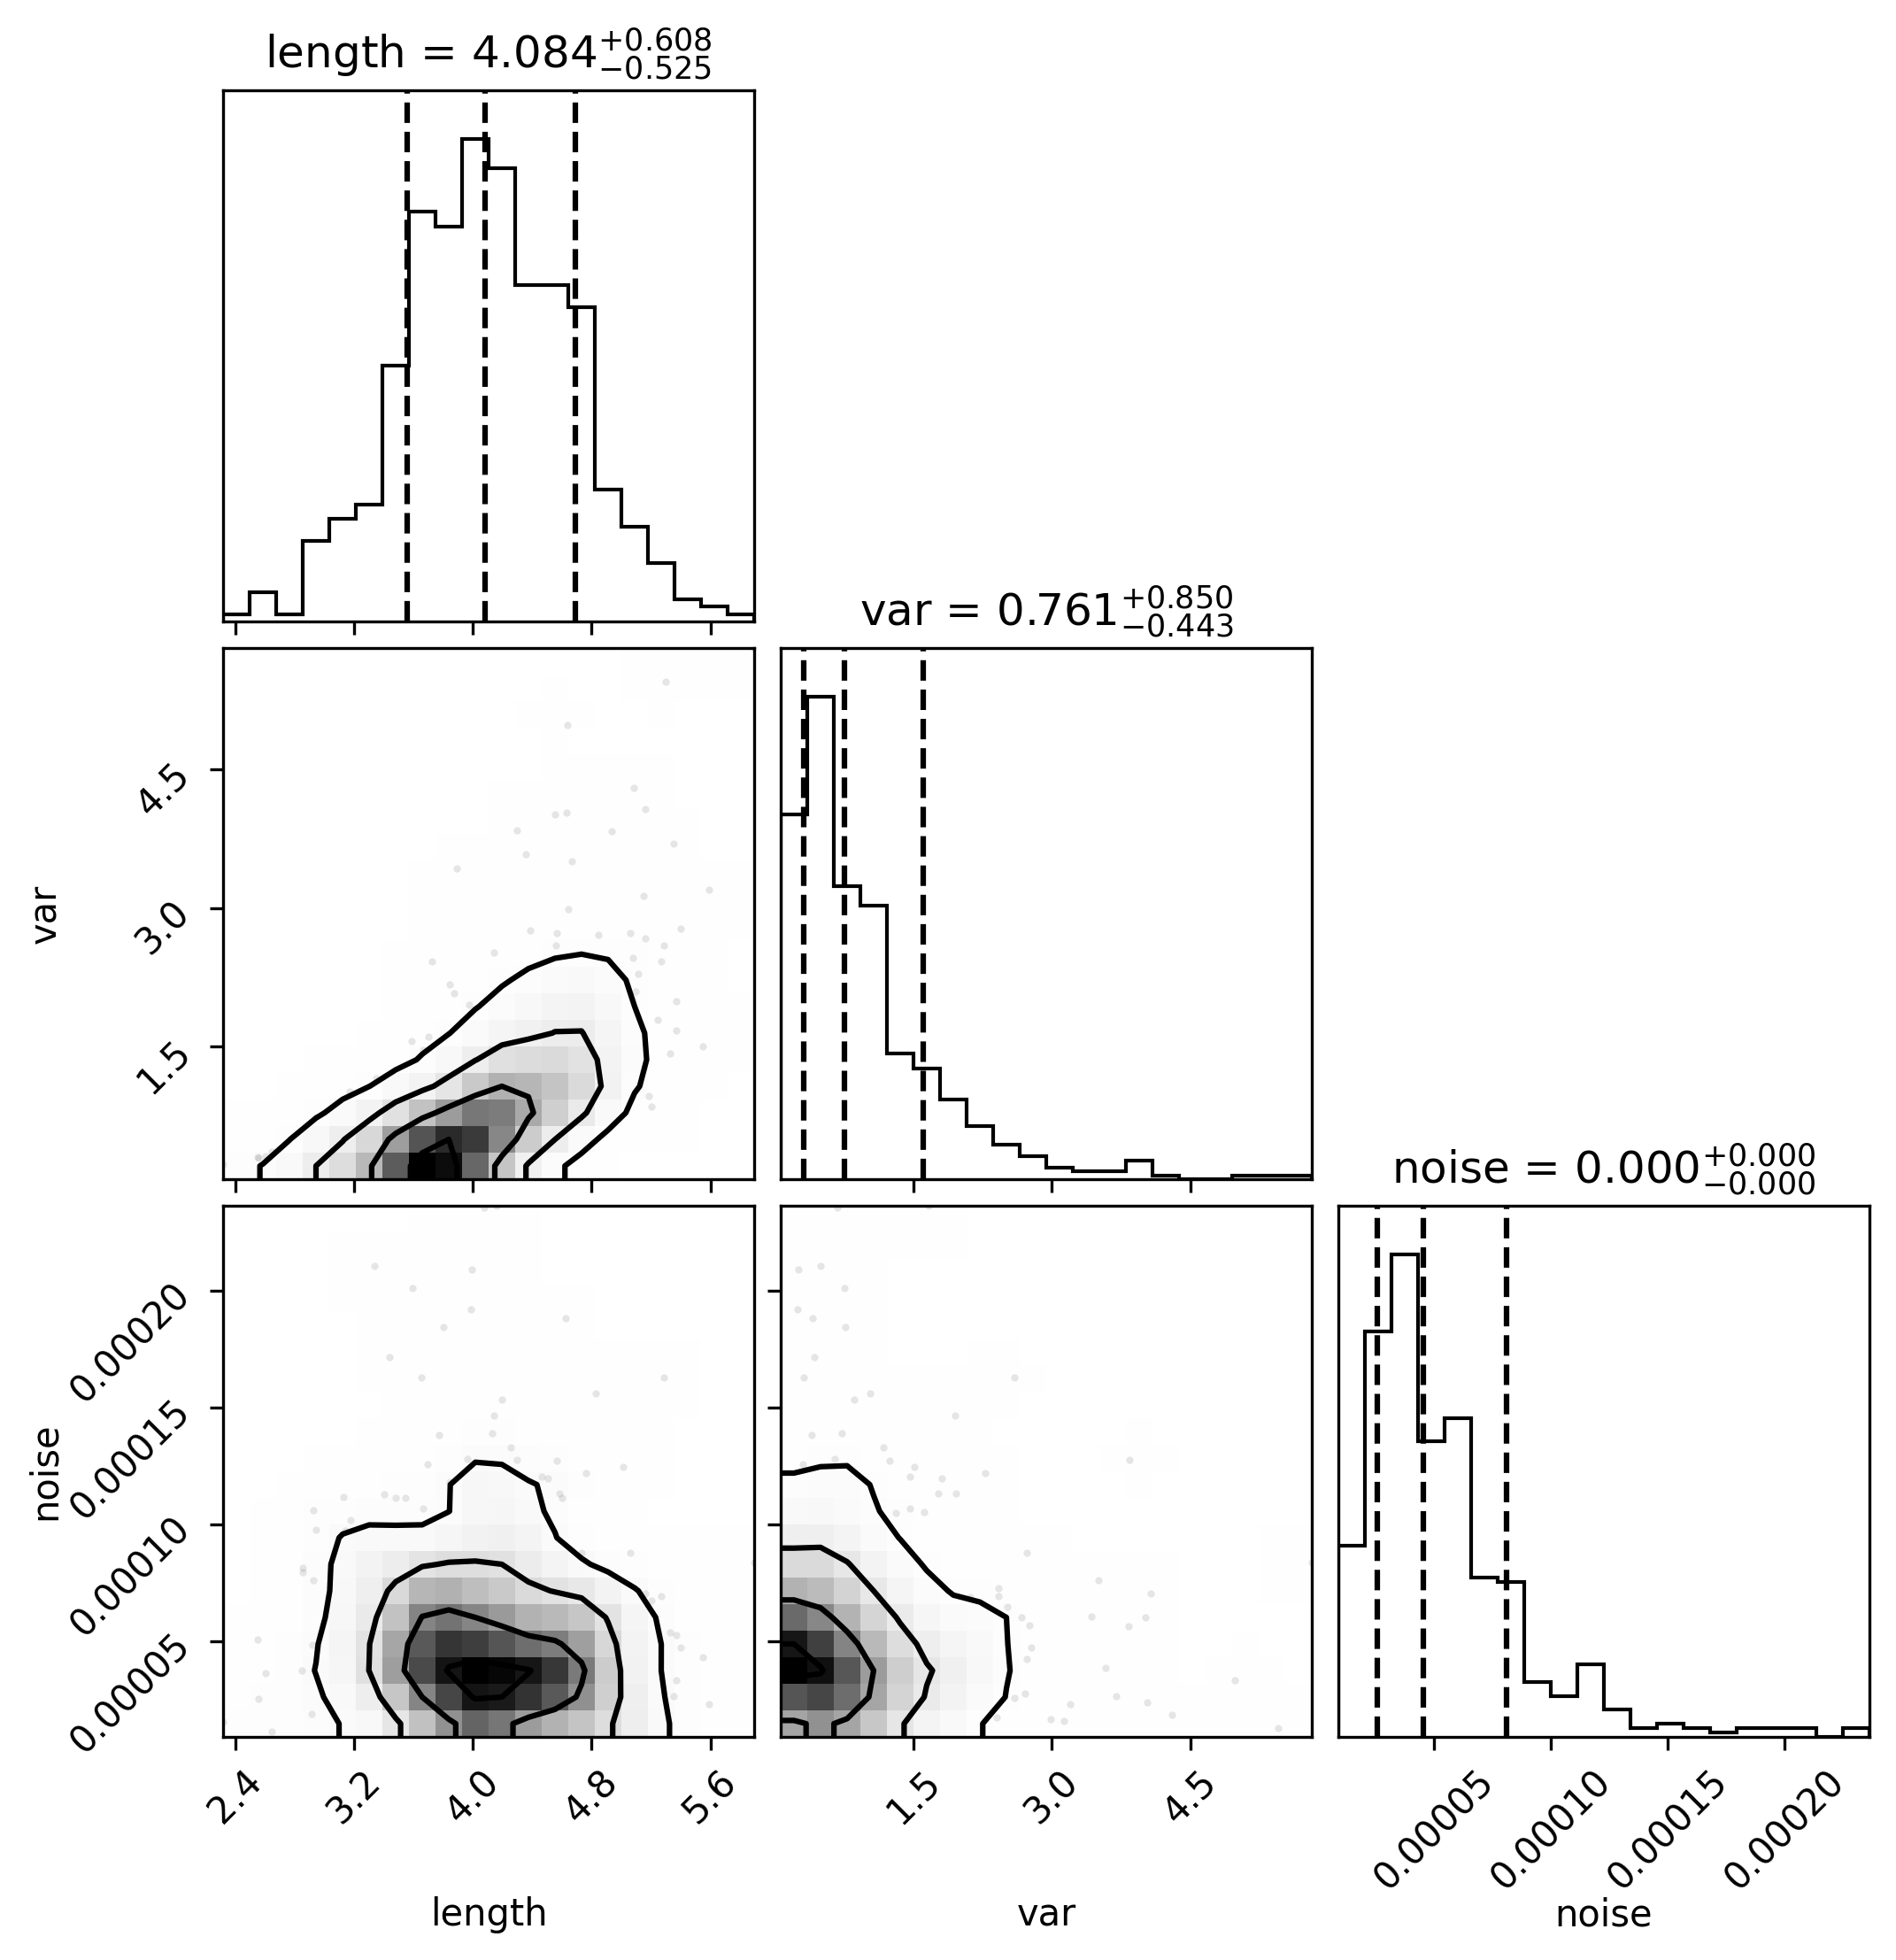 length = 4.084 +0.608 −0.525
var = 0.761 +0.850 −0.443
4.5
3.0
1.5
var
noise = 0.000 +0.000 −0.000
0.00020
0.00015
0.00010
0.00005
noise
2.4 3.2 4.0 4.8 5.6
1.5 3.0 4.5
0.00005 0.00010 0.00015 0.00020
length var noise